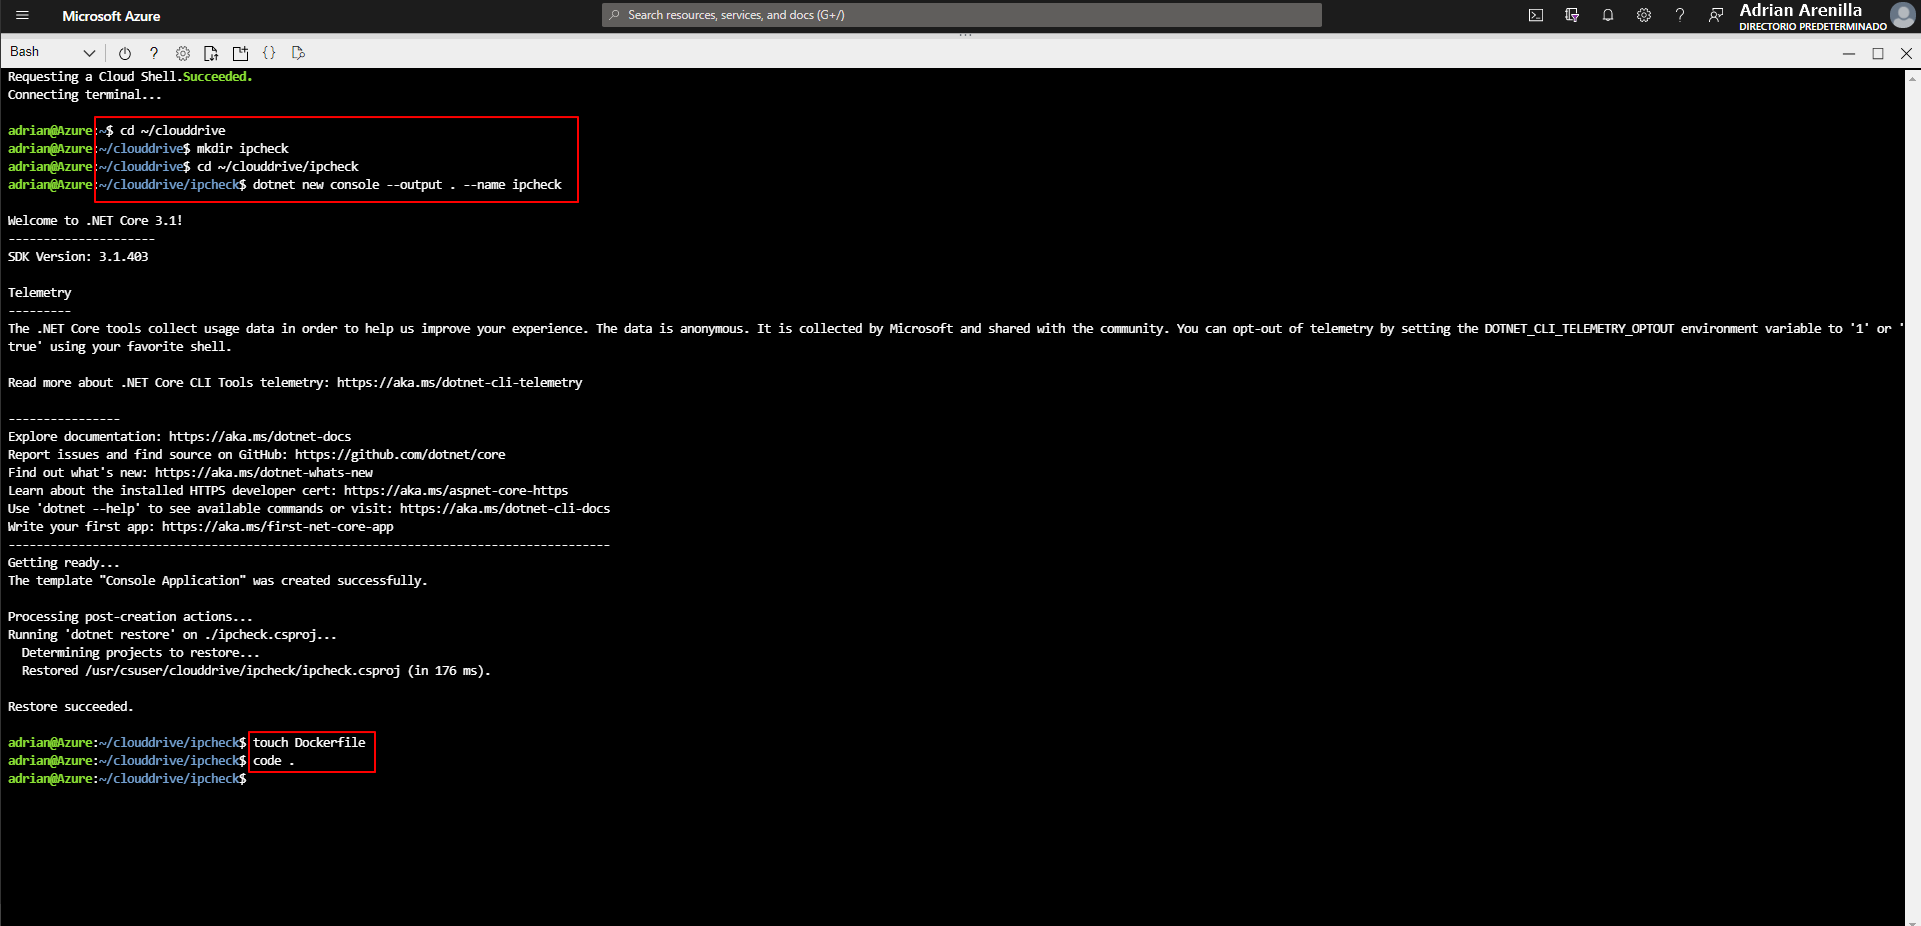 Microsoft Azure
Search resources, services, and docs (G+/)
Adrian Arenilla
DIRECTORIO PREDETERMINADO
Bash
Requesting a Cloud Shell.Succeeded.
Connecting terminal...
adrian@Azure:~$ cd ~/clouddrive
adrian@Azure:~/clouddrive$ mkdir ipcheck
adrian@Azure:~/clouddrive$ cd ~/clouddrive/ipcheck
adrian@Azure:~/clouddrive/ipcheck$ dotnet new console --output . --name ipcheck
Welcome to .NET Core 3.1!
---------------------
SDK Version: 3.1.403
Telemetry
---------
The .NET Core tools collect usage data in order to help us improve your experience. The data is anonymous. It is collected by Microsoft and shared with the community. You can opt-out of telemetry by setting the DOTNET_CLI_TELEMETRY_OPTOUT environment variable to '1' or '
true' using your favorite shell.
Read more about .NET Core CLI Tools telemetry: https://aka.ms/dotnet-cli-telemetry
----------------
Explore documentation: https://aka.ms/dotnet-docs
Report issues and find source on GitHub: https://github.com/dotnet/core
Find out what's new: https://aka.ms/dotnet-whats-new
Learn about the installed HTTPS developer cert: https://aka.ms/aspnet-core-https
Use 'dotnet --help' to see available commands or visit: https://aka.ms/dotnet-cli-docs
Write your first app: https://aka.ms/first-net-core-app
--------------------------------------------------------------------------------------
Getting ready...
The template "Console Application" was created successfully.
Processing post-creation actions...
Running 'dotnet restore' on ./ipcheck.csproj...
Determining projects to restore...
Restored /usr/csuser/clouddrive/ipcheck/ipcheck.csproj (in 176 ms).
Restore succeeded.
adrian@Azure:~/clouddrive/ipcheck$ touch Dockerfile
adrian@Azure:~/clouddrive/ipcheck$ code .
adrian@Azure:~/clouddrive/ipcheck$